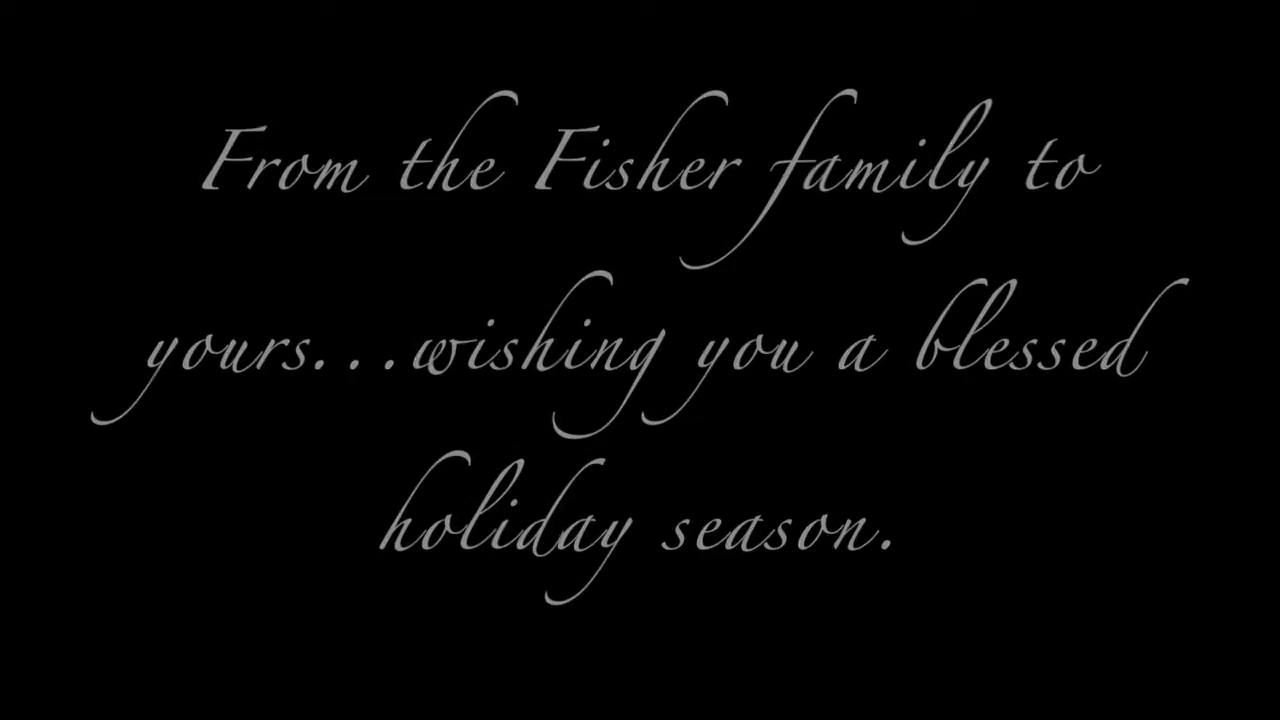 From the Fisher family to
yours...wishing you a blessed
holiday season.